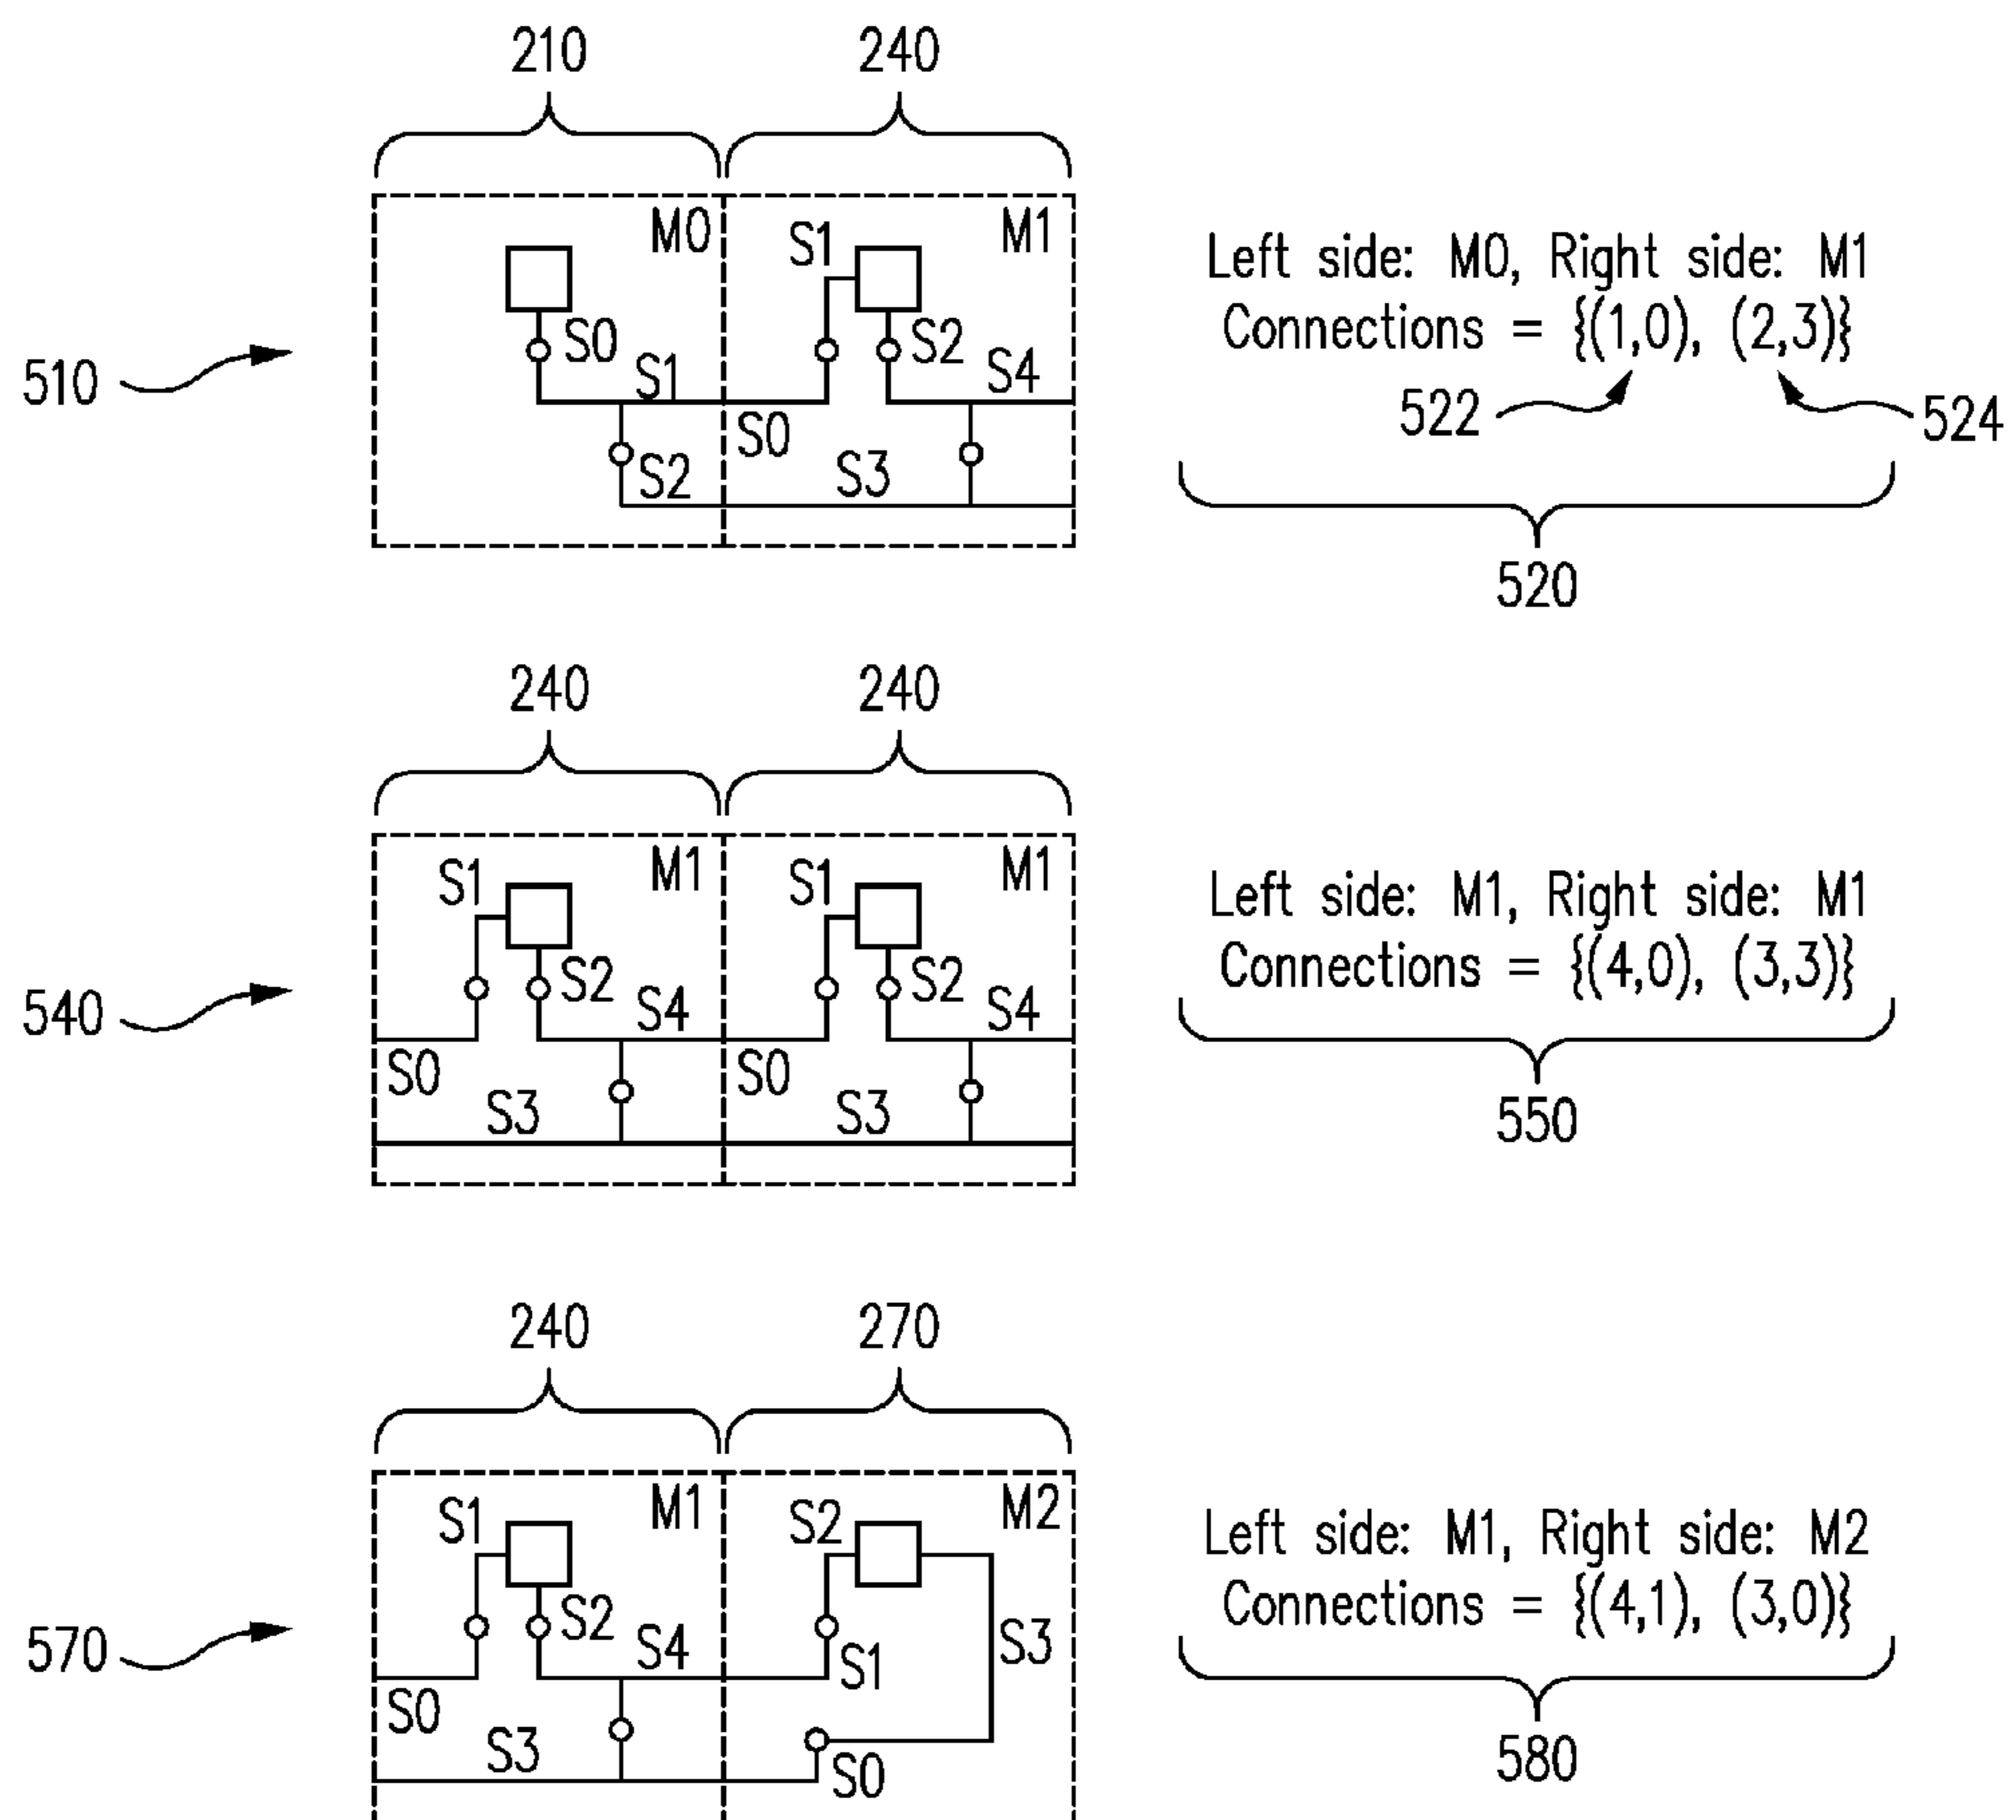 210 240
M0 M1
S1
S0 S2
S1 S4
S0
S2 S3
510
Left side: M0, Right side: M1
Connections = {(1,0), (2,3)}
522 524
520
240 240
S1 M1 S1 M1
S2 S2
S4 S4
S0 S0
S3 S3
540
Left side: M1, Right side: M1
Connections = {(4,0), (3,3)}
550
240 270
S1 M1 S2 M2
S2
S4 S1 S3
S0
S3 S0
570
Left side: M1, Right side: M2
Connections = {(4,1), (3,0)}
580